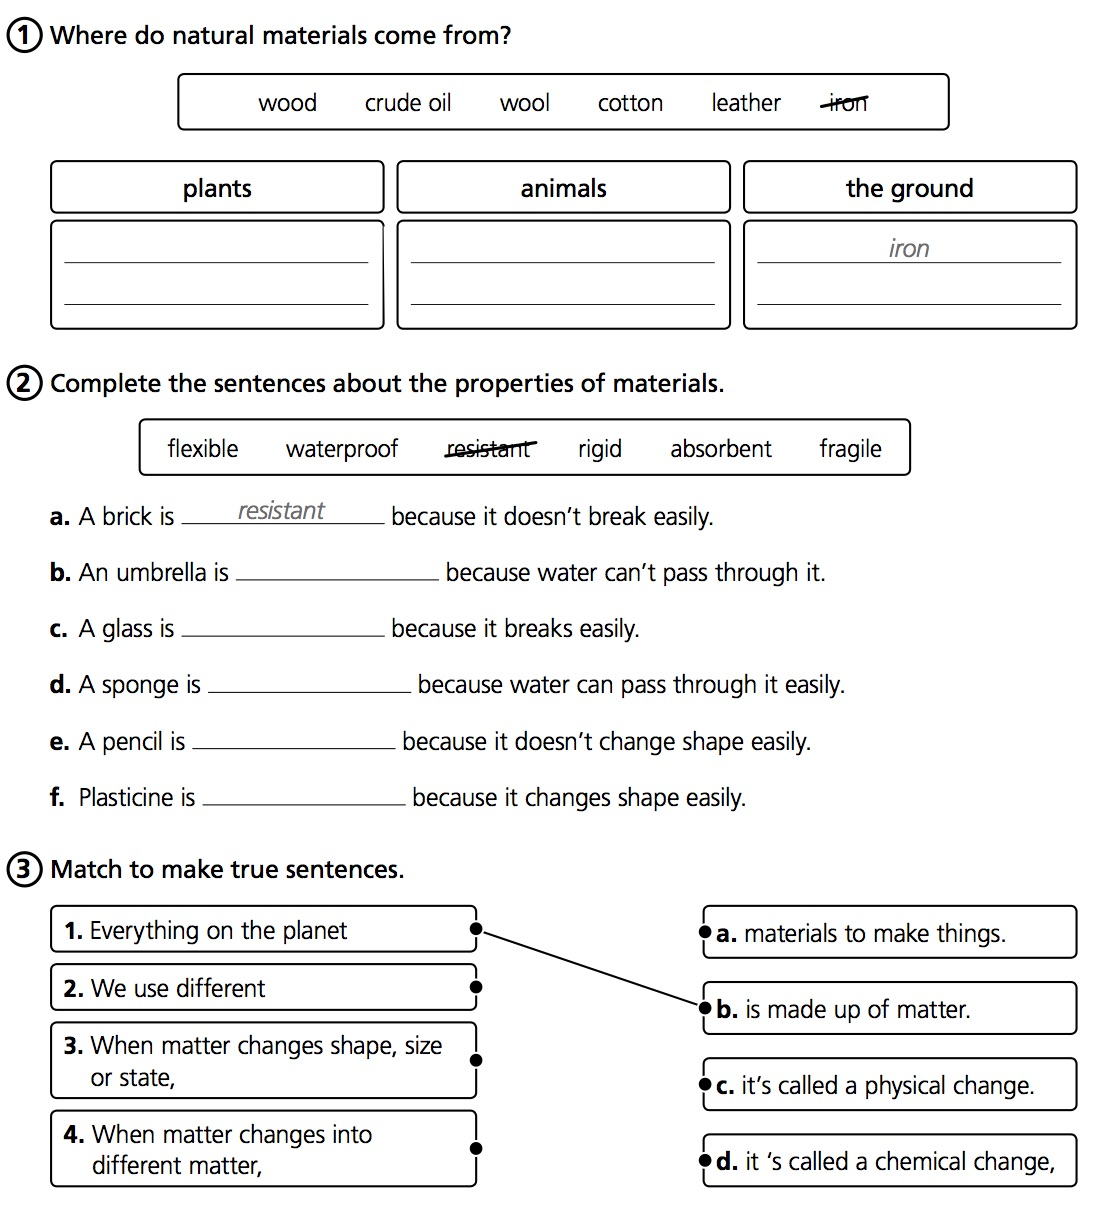 1 Where do natural materials come from?
wood crude oil wool cotton leather iron
plants animals the ground
iron
2 Complete the sentences about the properties of materials.
flexible waterproof resistant rigid absorbent fragile
a. A brick is resistant because it doesn't break easily.
b. An umbrella is ____________ because water can't pass through it.
c. A glass is ____________ because it breaks easily.
d. A sponge is ____________ because water can pass through it easily.
e. A pencil is ____________ because it doesn't change shape easily.
f. Plasticine is ____________ because it changes shape easily.
3 Match to make true sentences.
1. Everything on the planet
2. We use different
3. When matter changes shape, size
or state,
4. When matter changes into
different matter,
a. materials to make things.
b. is made up of matter.
c. it's called a physical change.
d. it 's called a chemical change,